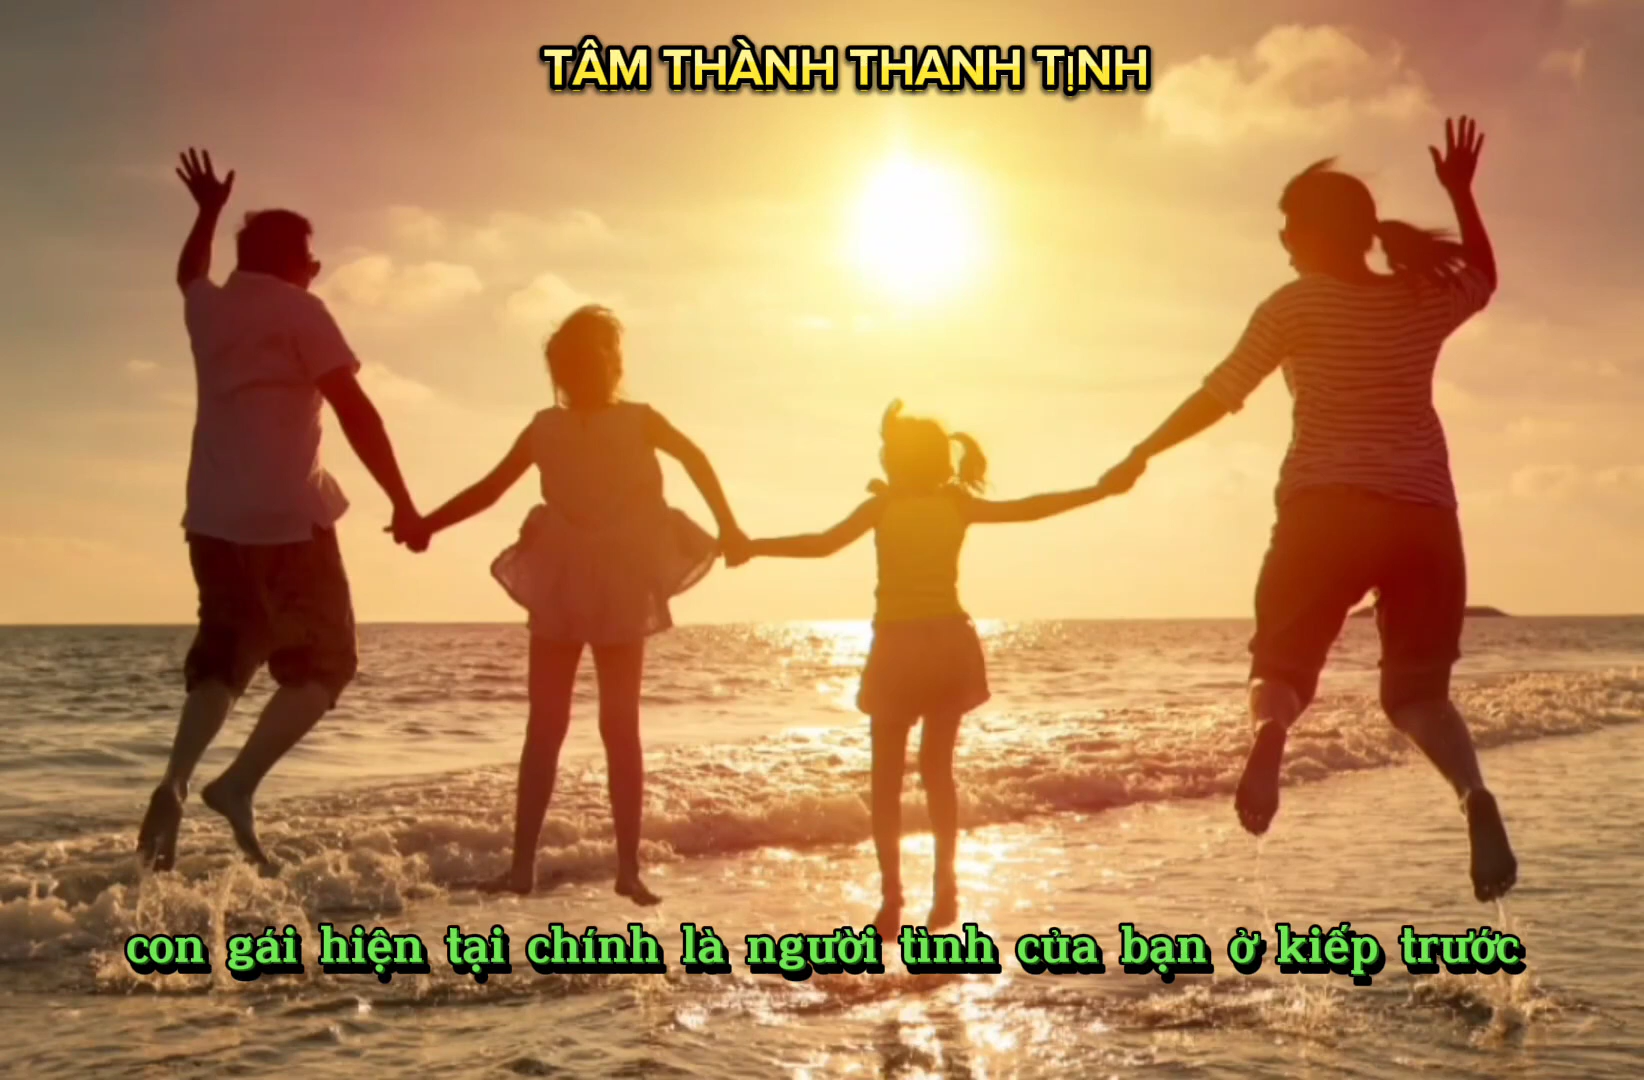 TÂM THÀNH THANH TỊNH
con gái hiện tại chính là người tình của bạn ở kiếp trước